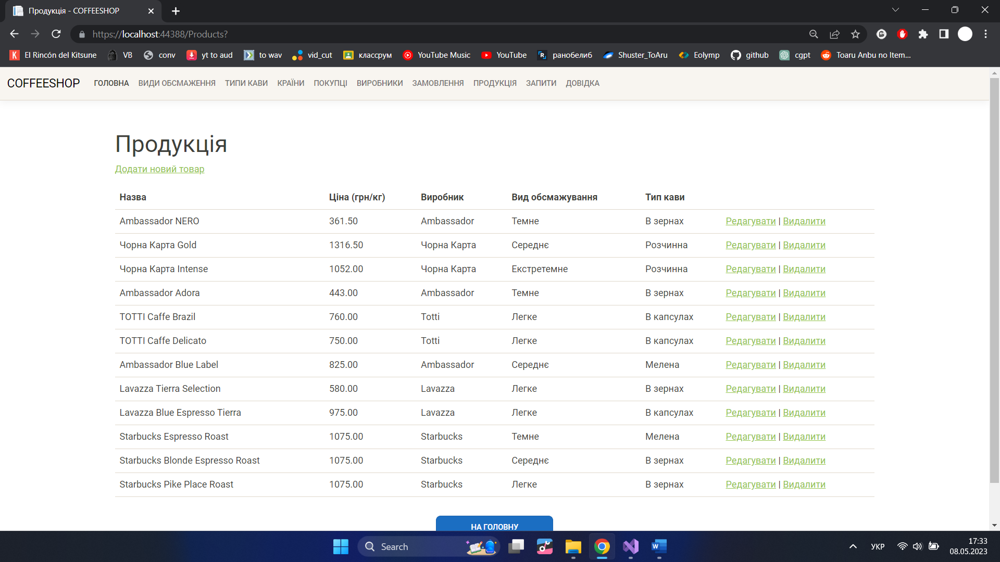 Продукція - COFFEESHOP
https://localhost:44388/Products?
El Rincón del Kitsune VB conv yt to aud to wav vid_cut классрум YouTube Music YouTube ранобелиб Shuster_ToAru Eolymp github cgpt Toaru Anbu no Item...
COFFEESHOP ГОЛОВНА ВИДИ ОБСМАЖЕННЯ ТИПИ КАВИ КРАЇНИ ПОКУПЦІ ВИРОБНИКИ ЗАМОВЛЕННЯ ПРОДУКЦІЯ ЗАПИТИ ДОВІДКА
Продукція
Додати новий товар
Назва Ціна (грн/кг) Виробник Вид обсмажування Тип кави
Ambassador NERO 361.50 Ambassador Темне В зернах Редагувати | Видалити
Чорна Карта Gold 1316.50 Чорна Карта Середнє Розчинна Редагувати | Видалити
Чорна Карта Intense 1052.00 Чорна Карта Екстретемне Розчинна Редагувати | Видалити
Ambassador Adora 443.00 Ambassador Темне В зернах Редагувати | Видалити
TOTTI Caffe Brazil 760.00 Totti Легке В капсулах Редагувати | Видалити
TOTTI Caffe Delicato 750.00 Totti Легке В капсулах Редагувати | Видалити
Ambassador Blue Label 825.00 Ambassador Середнє Мелена Редагувати | Видалити
Lavazza Tierra Selection 580.00 Lavazza Легке В зернах Редагувати | Видалити
Lavazza Blue Espresso Tierra 975.00 Lavazza Легке В капсулах Редагувати | Видалити
Starbucks Espresso Roast 1075.00 Starbucks Темне Мелена Редагувати | Видалити
Starbucks Blonde Espresso Roast 1075.00 Starbucks Середнє В зернах Редагувати | Видалити
Starbucks Pike Place Roast 1075.00 Starbucks Легке В зернах Редагувати | Видалити
НА ГОЛОВНУ
Search УКР 17:33
08.05.2023